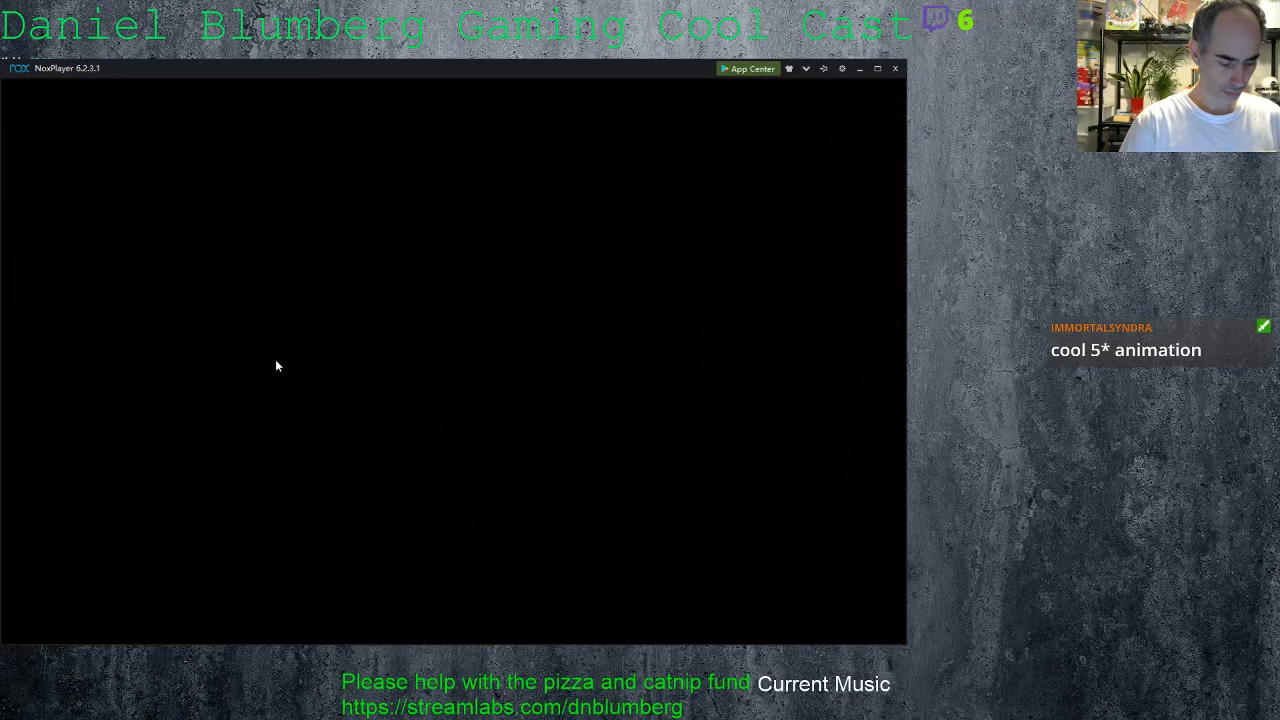 Daniel Blumberg Gaming Cool Cast 6
nox NoxPlayer 6.2.3.1 App Center
IMMORTALSYNDRA
cool 5* animation
Please help with the pizza and catnip fund Current Music
https://streamlabs.com/dnblumberg